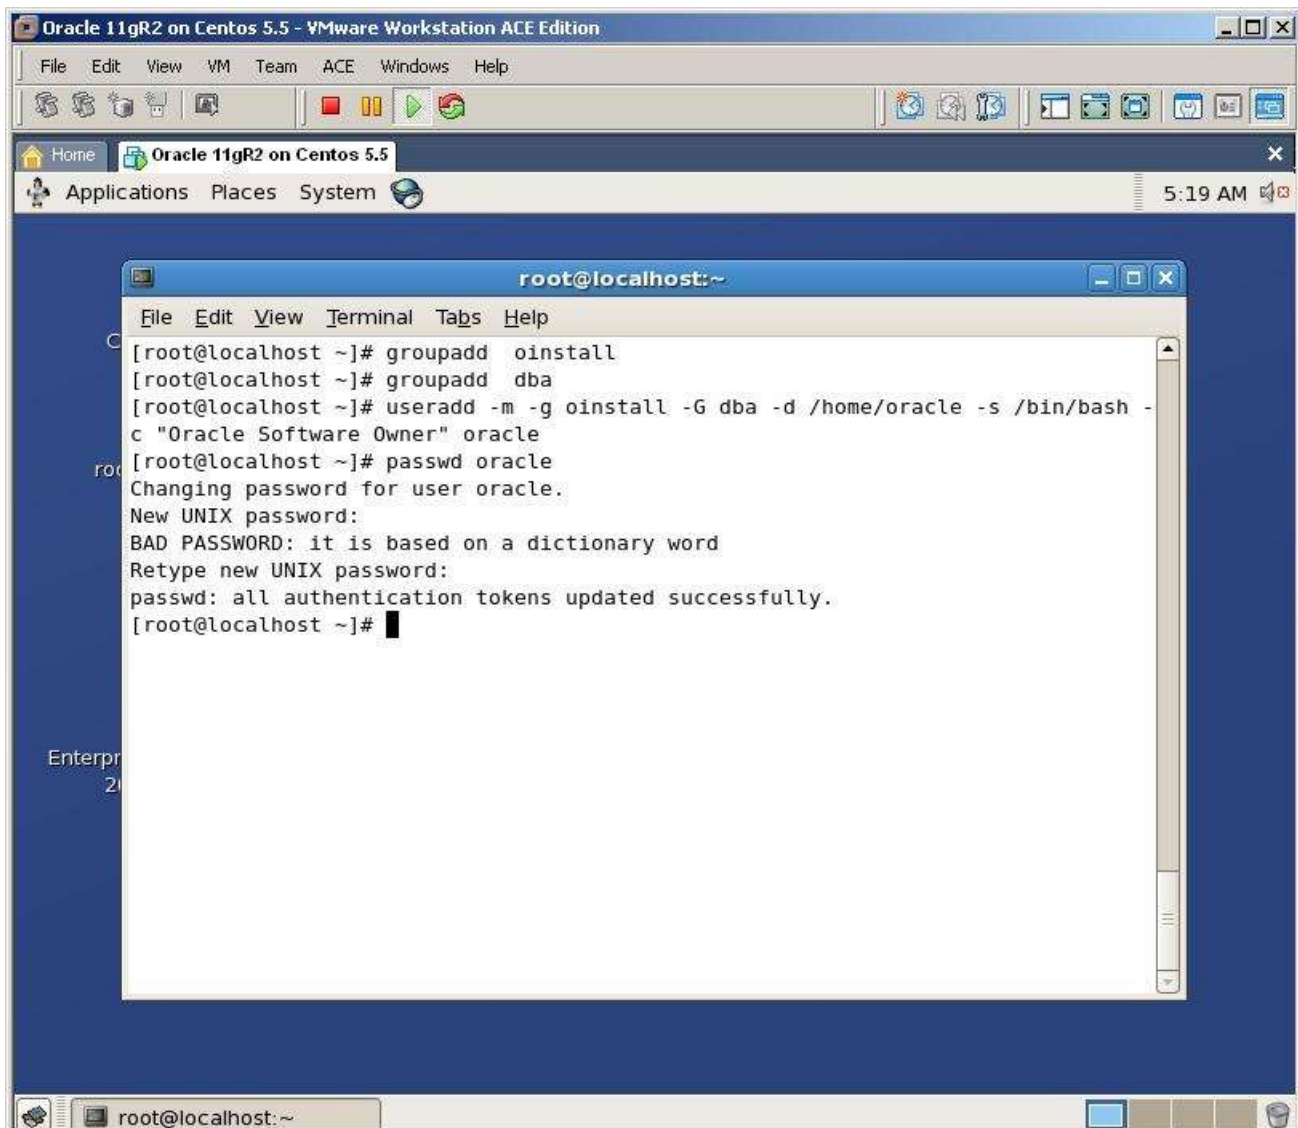 Oracle 11gR2 on Centos 5.5 - VMware Workstation ACE Edition
File Edit View VM Team ACE Windows Help
Home Oracle 11gR2 on Centos 5.5
Applications Places System 5:19 AM
root@localhost:~
File Edit View Terminal Tabs Help
[root@localhost ~]# groupadd  oinstall
[root@localhost ~]# groupadd  dba
[root@localhost ~]# useradd -m -g oinstall -G dba -d /home/oracle -s /bin/bash -
c "Oracle Software Owner" oracle
[root@localhost ~]# passwd oracle
Changing password for user oracle.
New UNIX password:
BAD PASSWORD: it is based on a dictionary word
Retype new UNIX password:
passwd: all authentication tokens updated successfully.
[root@localhost ~]#
C
roo
Enterpr
20
root@localhost:~